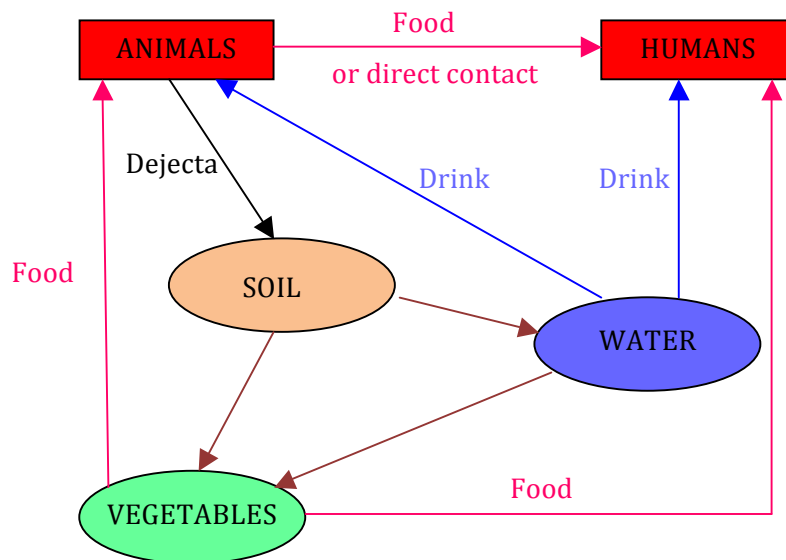 Food
ANIMALS
HUMANS
or direct contact
Dejecta
Drink
Drink
Food
SOIL
WATER
Food
VEGETABLES